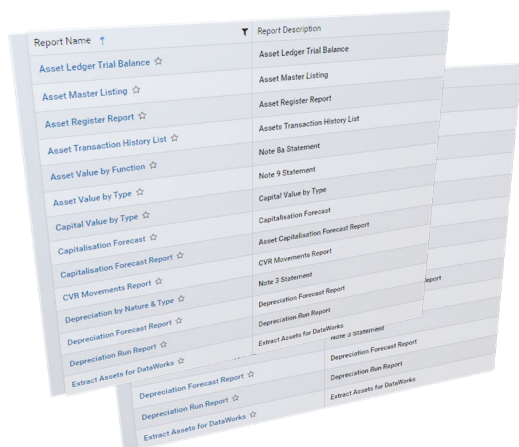 Report Name ↑ Report Description
Asset Ledger Trial Balance ☆ Asset Ledger Trial Balance
Asset Master Listing ☆ Asset Master Listing
Asset Register Report ☆ Asset Register Report
Asset Transaction History List ☆ Assets Transaction History List
Asset Value by Function ☆ Note 8a Statement
Asset Value by Type ☆ Note 9 Statement
Capital Value by Type ☆ Capital Value by Type
Capitalisation Forecast ☆ Capitalisation Forecast
Capitalisation Forecast Report ☆ Asset Capitalisation Forecast Report
CVR Movements Report ☆ CVR Movements Report
Depreciation by Nature & Type ☆ Note 3 Statement
Depreciation Forecast Report ☆ Depreciation Forecast Report
Depreciation Run Report ☆ Depreciation Run Report
Extract Assets for DataWorks ☆ Extract Assets for DataWorks
Report
Note 3 Statement
Depreciation Forecast Report ☆ Depreciation Forecast Report
Depreciation Run Report ☆ Depreciation Run Report
Extract Assets for DataWorks ☆ Extract Assets for DataWorks